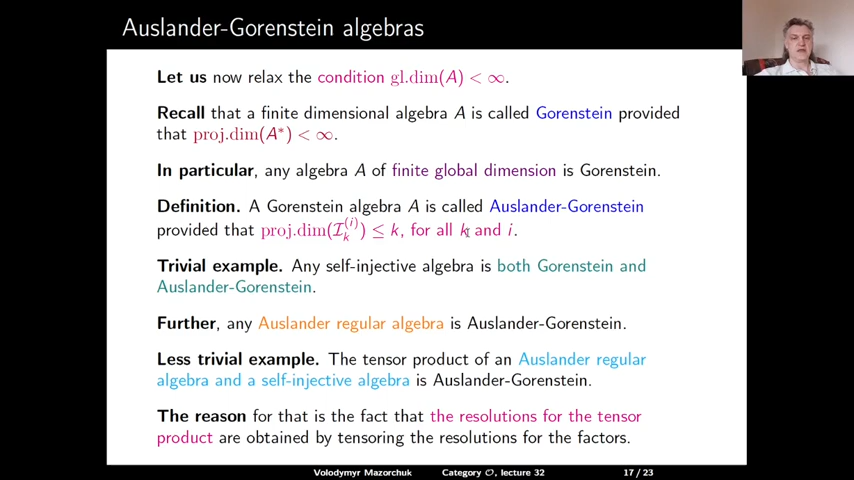 Auslander-Gorenstein algebras
Let us now relax the condition gl.dim(A) < ∞.
Recall that a finite dimensional algebra A is called Gorenstein provided
that proj.dim(A*) < ∞.
In particular, any algebra A of finite global dimension is Gorenstein.
Definition. A Gorenstein algebra A is called Auslander-Gorenstein
provided that proj.dim(ℐₖ⁽ⁱ⁾) ≤ k, for all k and i.
Trivial example. Any self-injective algebra is both Gorenstein and
Auslander-Gorenstein.
Further, any Auslander regular algebra is Auslander-Gorenstein.
Less trivial example. The tensor product of an Auslander regular
algebra and a self-injective algebra is Auslander-Gorenstein.
The reason for that is the fact that the resolutions for the tensor
product are obtained by tensoring the resolutions for the factors.
Volodymyr Mazorchuk Category 𝒪, lecture 32 17 / 23